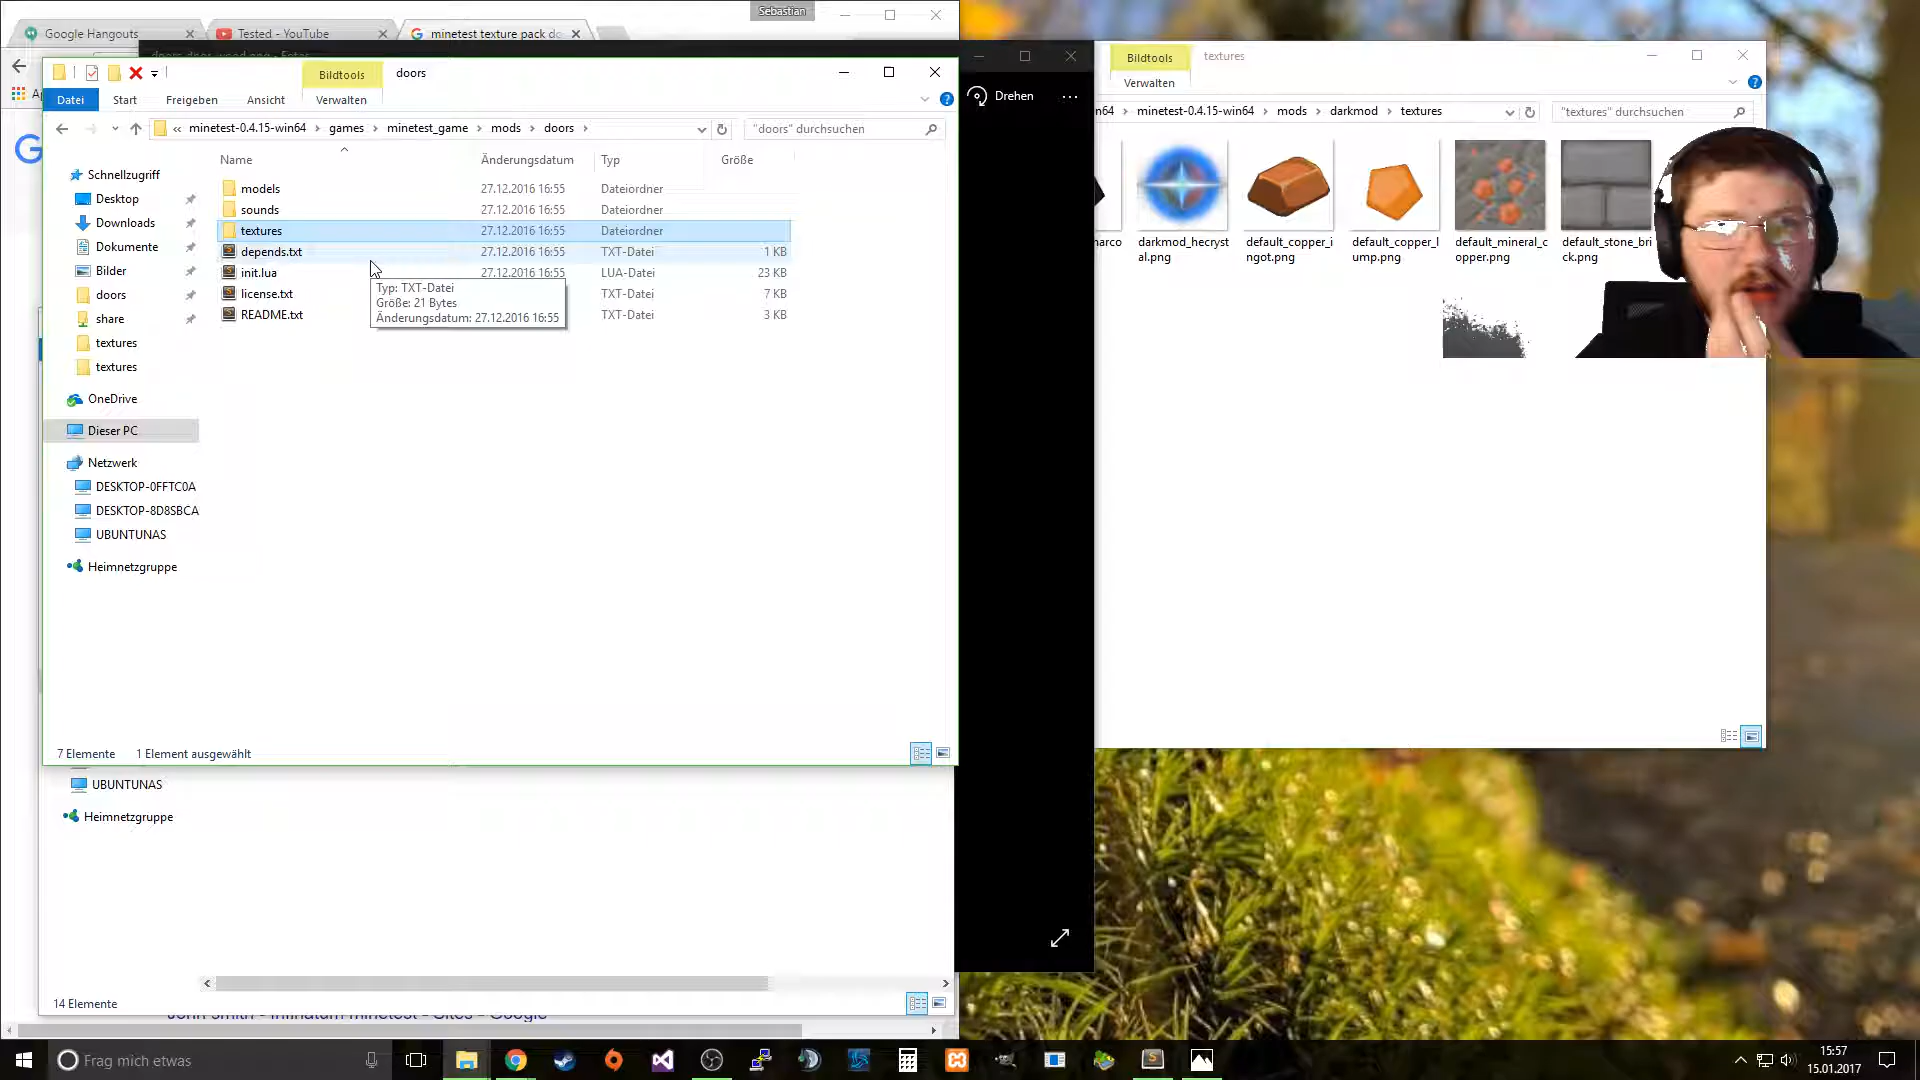 Sebastian
Google Hangouts
Tested - YouTube
minetest texture pack do
Bildtools
doors
Datei
Start
Freigeben
Ansicht
Verwalten
« minetest-0.4.15-win64 > games > minetest_game > mods > doors >
"doors" durchsuchen
Name
Änderungsdatum
Typ
Größe
models 27.12.2016 16:55 Dateiordner
sounds 27.12.2016 16:55 Dateiordner
textures 27.12.2016 16:55 Dateiordner
depends.txt 27.12.2016 16:55 TXT-Datei 1 KB
init.lua 27.12.2016 16:55 LUA-Datei 23 KB
license.txt TXT-Datei 7 KB
README.txt TXT-Datei 3 KB
Typ: TXT-Datei
Größe: 21 Bytes
Änderungsdatum: 27.12.2016 16:55
Schnellzugriff
Desktop
Downloads
Dokumente
Bilder
doors
share
textures
textures
OneDrive
Dieser PC
Netzwerk
DESKTOP-0FFTC0A
DESKTOP-8D8SBCA
UBUNTUNAS
Heimnetzgruppe
7 Elemente
1 Element ausgewählt
UBUNTUNAS
Heimnetzgruppe
14 Elemente
Drehen
Bildtools
textures
Verwalten
n64 > minetest-0.4.15-win64 > mods > darkmod > textures
"textures" durchsuchen
arco
darkmod_hecryst
al.png
default_copper_i
ngot.png
default_copper_l
ump.png
default_mineral_c
opper.png
default_stone_bri
ck.png
Frag mich etwas
15:57
15.01.2017